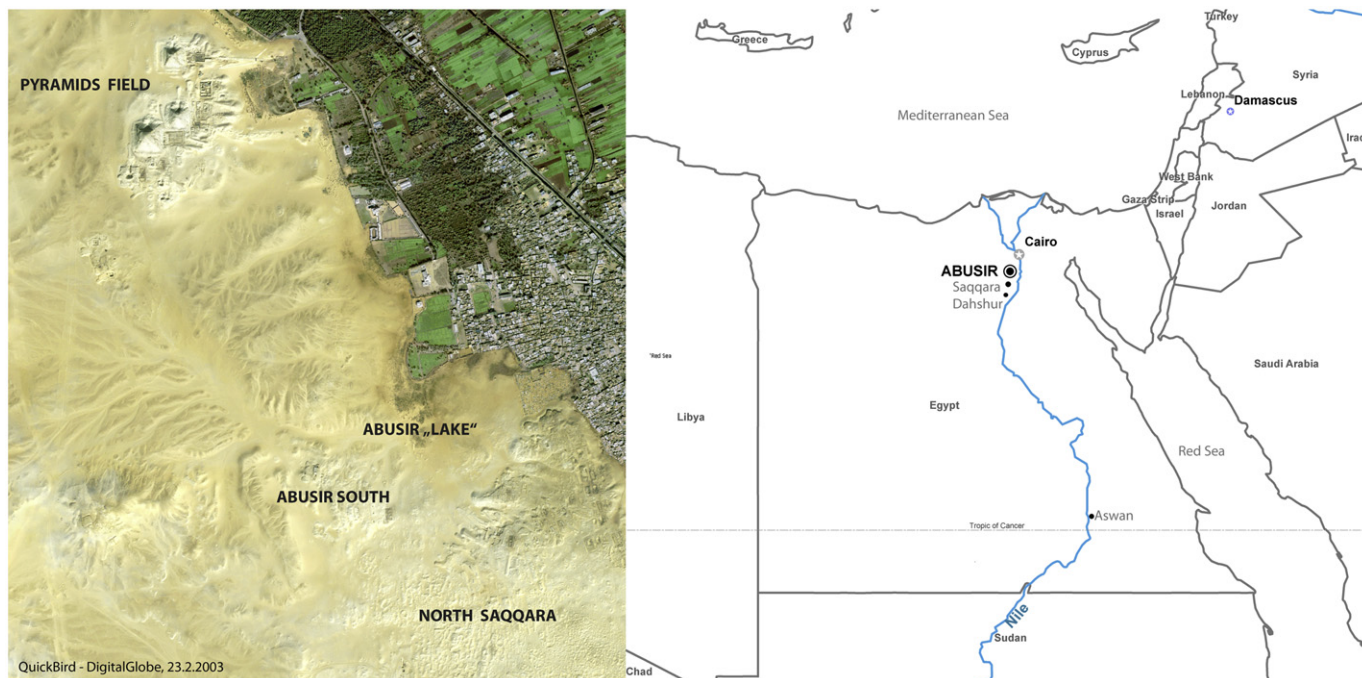 PYRAMIDS FIELD
ABUSIR „LAKE“
ABUSIR SOUTH
NORTH SAQQARA
QuickBird - DigitalGlobe, 23.2.2003
Turkey
Greece
Cyprus
Syria
Lebanon
Damascus
Mediterranean Sea
Iraq
West Bank
Gaza Strip
Israel
Jordan
Cairo
ABUSIR
Saqqara
Dahshur
'Red Sea
Saudi Arabia
Egypt
Libya
Red Sea
Aswan
Tropic of Cancer
Nile
Sudan
Chad